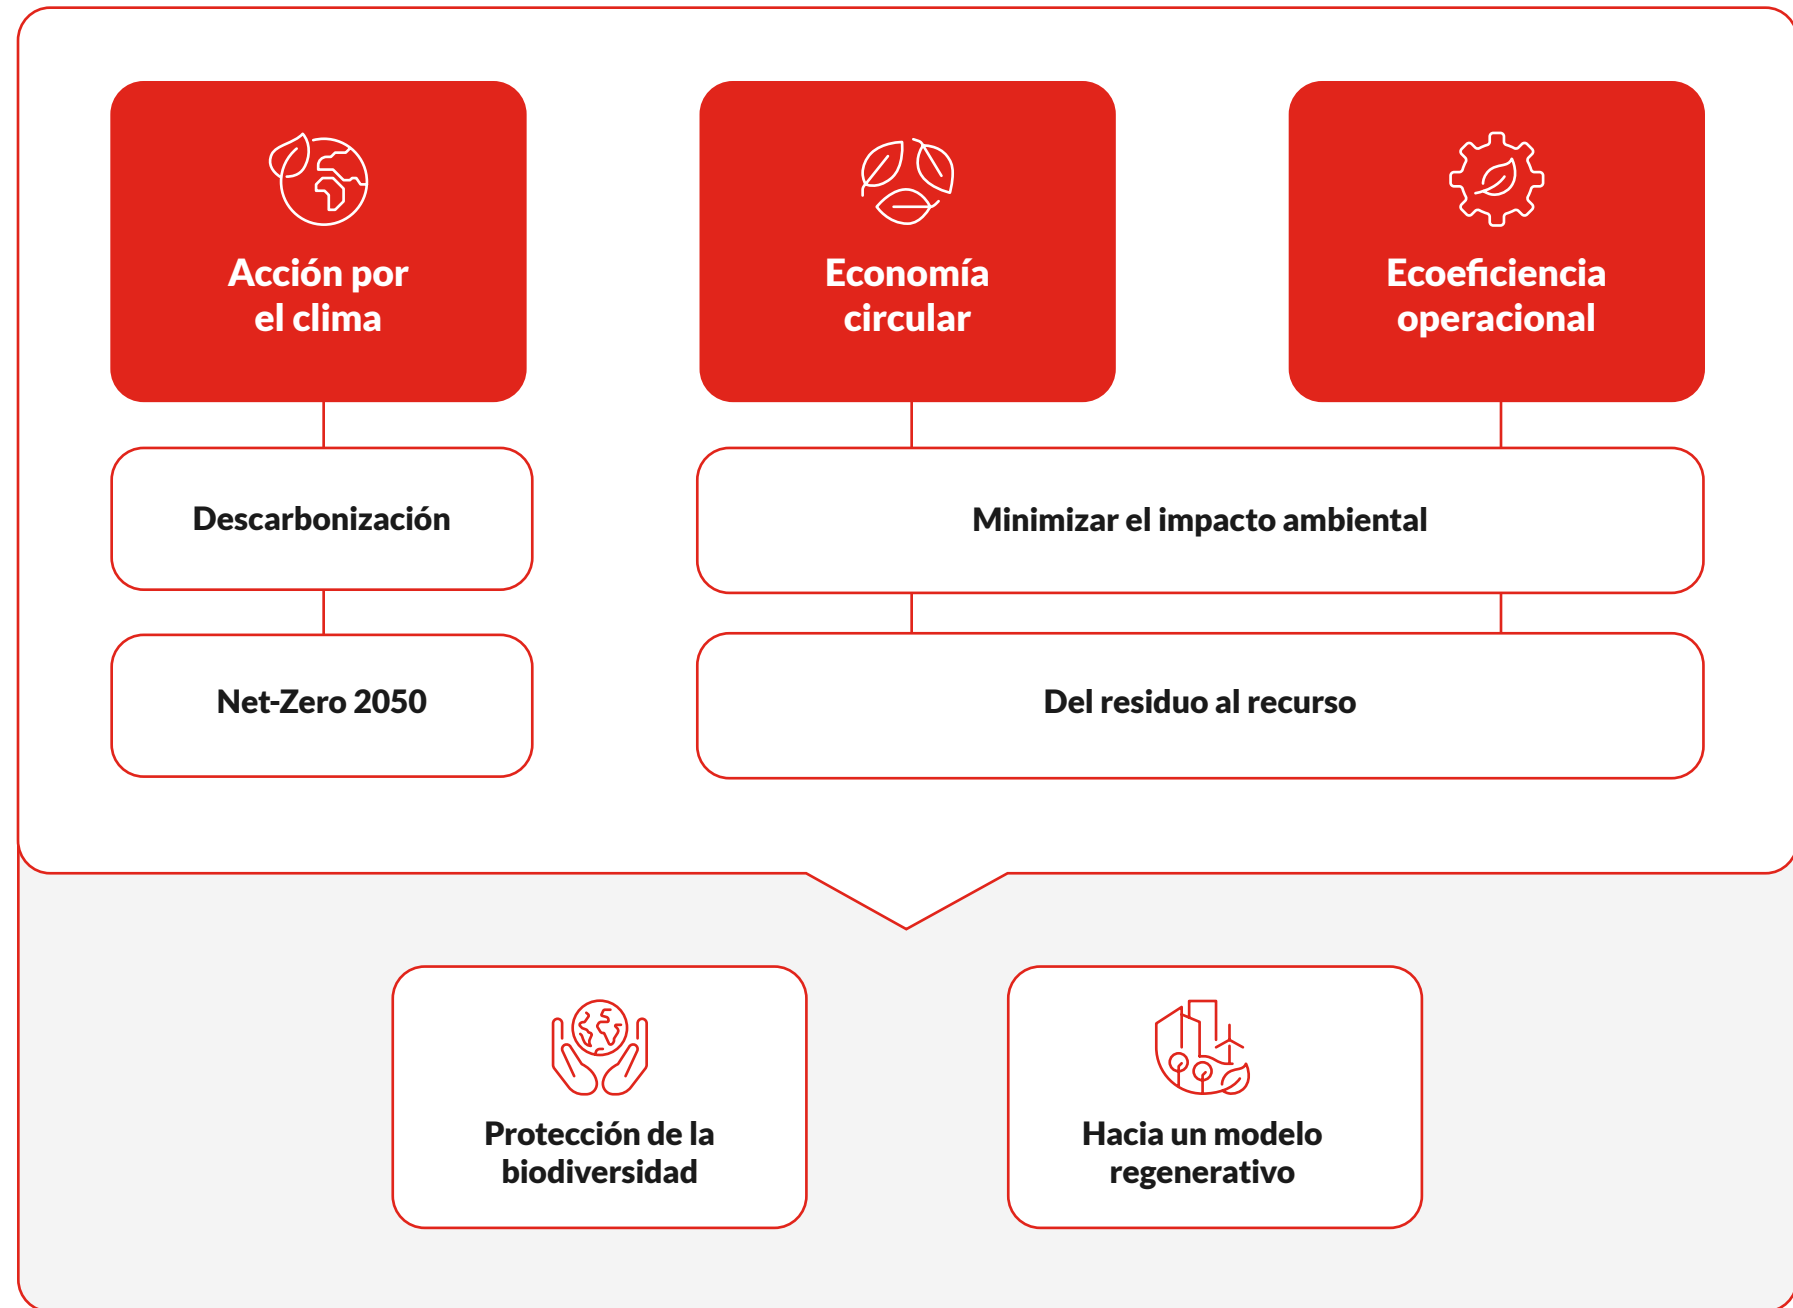 Acción por
el clima
Economía
circular
Ecoeficiencia
operacional
Descarbonización
Minimizar el impacto ambiental
Net-Zero 2050
Del residuo al recurso
Protección de la
biodiversidad
Hacia un modelo
regenerativo